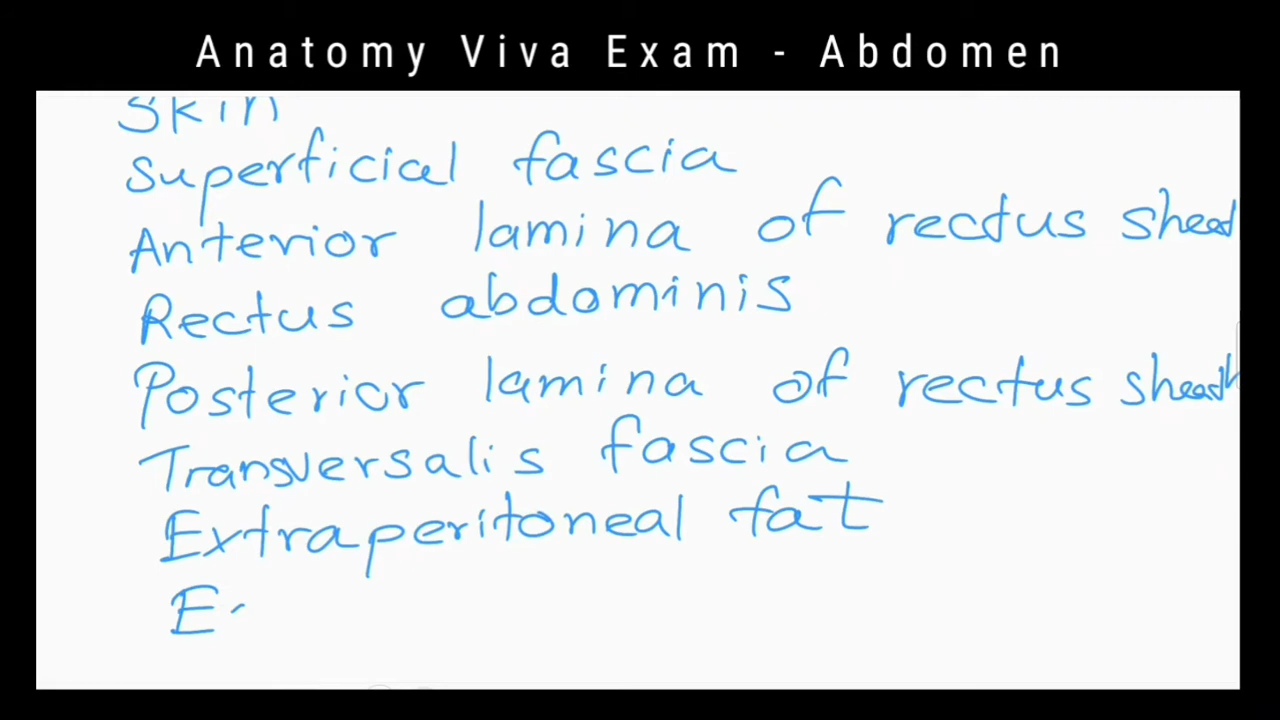 Anatomy Viva Exam - Abdomen
Skin
Superficial fascia
Anterior lamina of rectus sheat
Rectus abdominis
Posterior lamina of rectus sheath
Transversalis fascia
Extraperitoneal fat
E